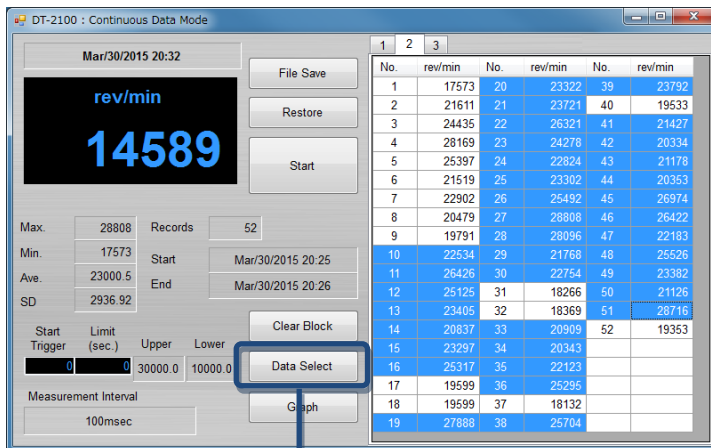 DT-2100 : Continuous Data Mode
Mar/30/2015 20:32
rev/min
14589
File Save
Restore
Start
Max. 28808 Records 52
Min. 17573 Start Mar/30/2015 20:25
Ave. 23000.5 End Mar/30/2015 20:26
SD 2936.92
Start Trigger Limit (sec.) Upper Lower
0 0 30000.0 10000.0
Measurement Interval
100msec
Clear Block
Data Select
Graph
1 2 3
No. rev/min No. rev/min No. rev/min
1 17573 20 23322 39 23792
2 21611 21 23721 40 19533
3 24435 22 26321 41 21427
4 28169 23 24278 42 20334
5 25397 24 22824 43 21178
6 21519 25 23302 44 20353
7 22902 26 25492 45 26974
8 20479 27 28808 46 26422
9 19791 28 28096 47 22183
10 22534 29 21768 48 25526
11 26426 30 22754 49 23382
12 25125 31 18266 50 21126
13 23405 32 18369 51 28716
14 20837 33 20909 52 19353
15 23297 34 20343
16 25317 35 22123
17 19599 36 25295
18 19599 37 18132
19 27888 38 25704